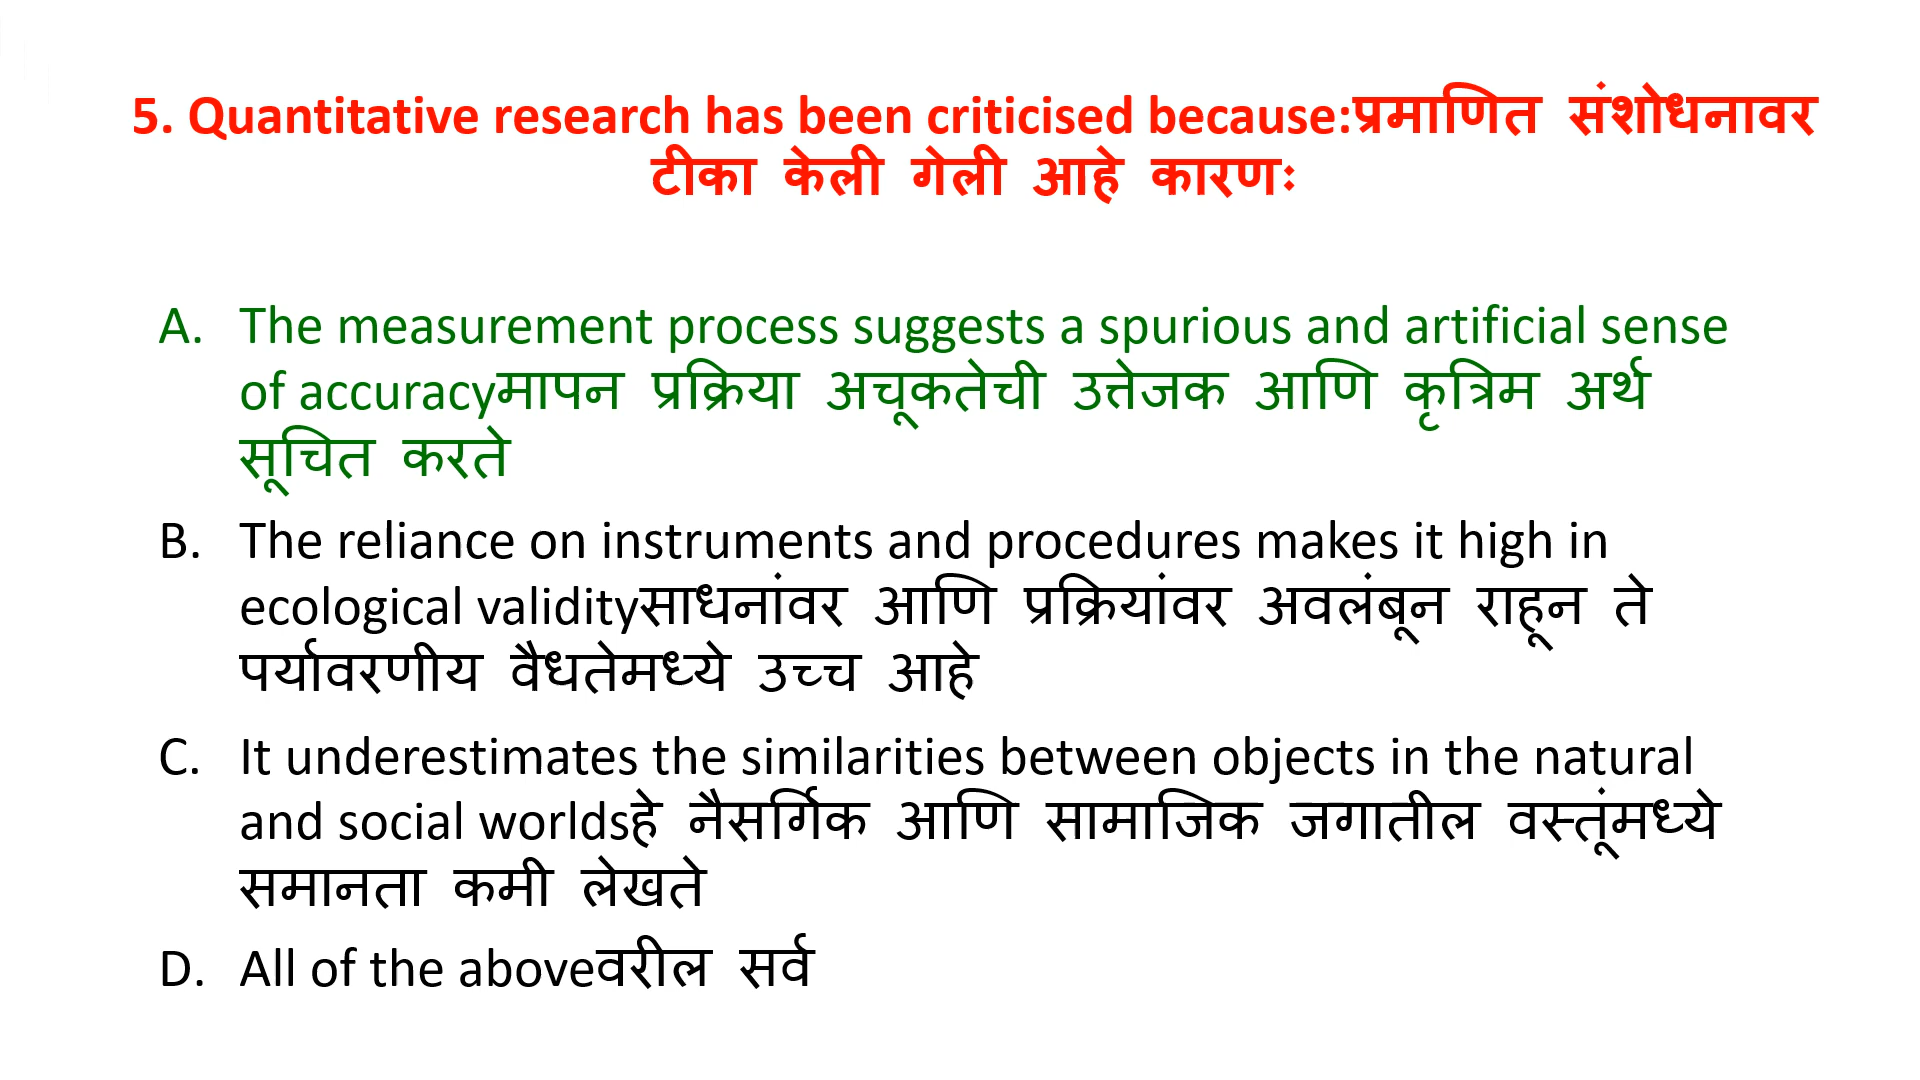 5. Quantitative research has been criticised because:प्रमाणित संशोधनावर
टीका केली गेली आहे कारणः
A. The measurement process suggests a spurious and artificial sense
of accuracyमापन प्रक्रिया अचूकतेची उत्तेजक आणि कृत्रिम अर्थ
सूचित करते
B. The reliance on instruments and procedures makes it high in
ecological validityसाधनांवर आणि प्रक्रियांवर अवलंबून राहून ते
पर्यावरणीय वैधतेमध्ये उच्च आहे
C. It underestimates the similarities between objects in the natural
and social worldsहे नैसर्गिक आणि सामाजिक जगातील वस्तूंमध्ये
समानता कमी लेखते
D. All of the aboveवरील सर्व